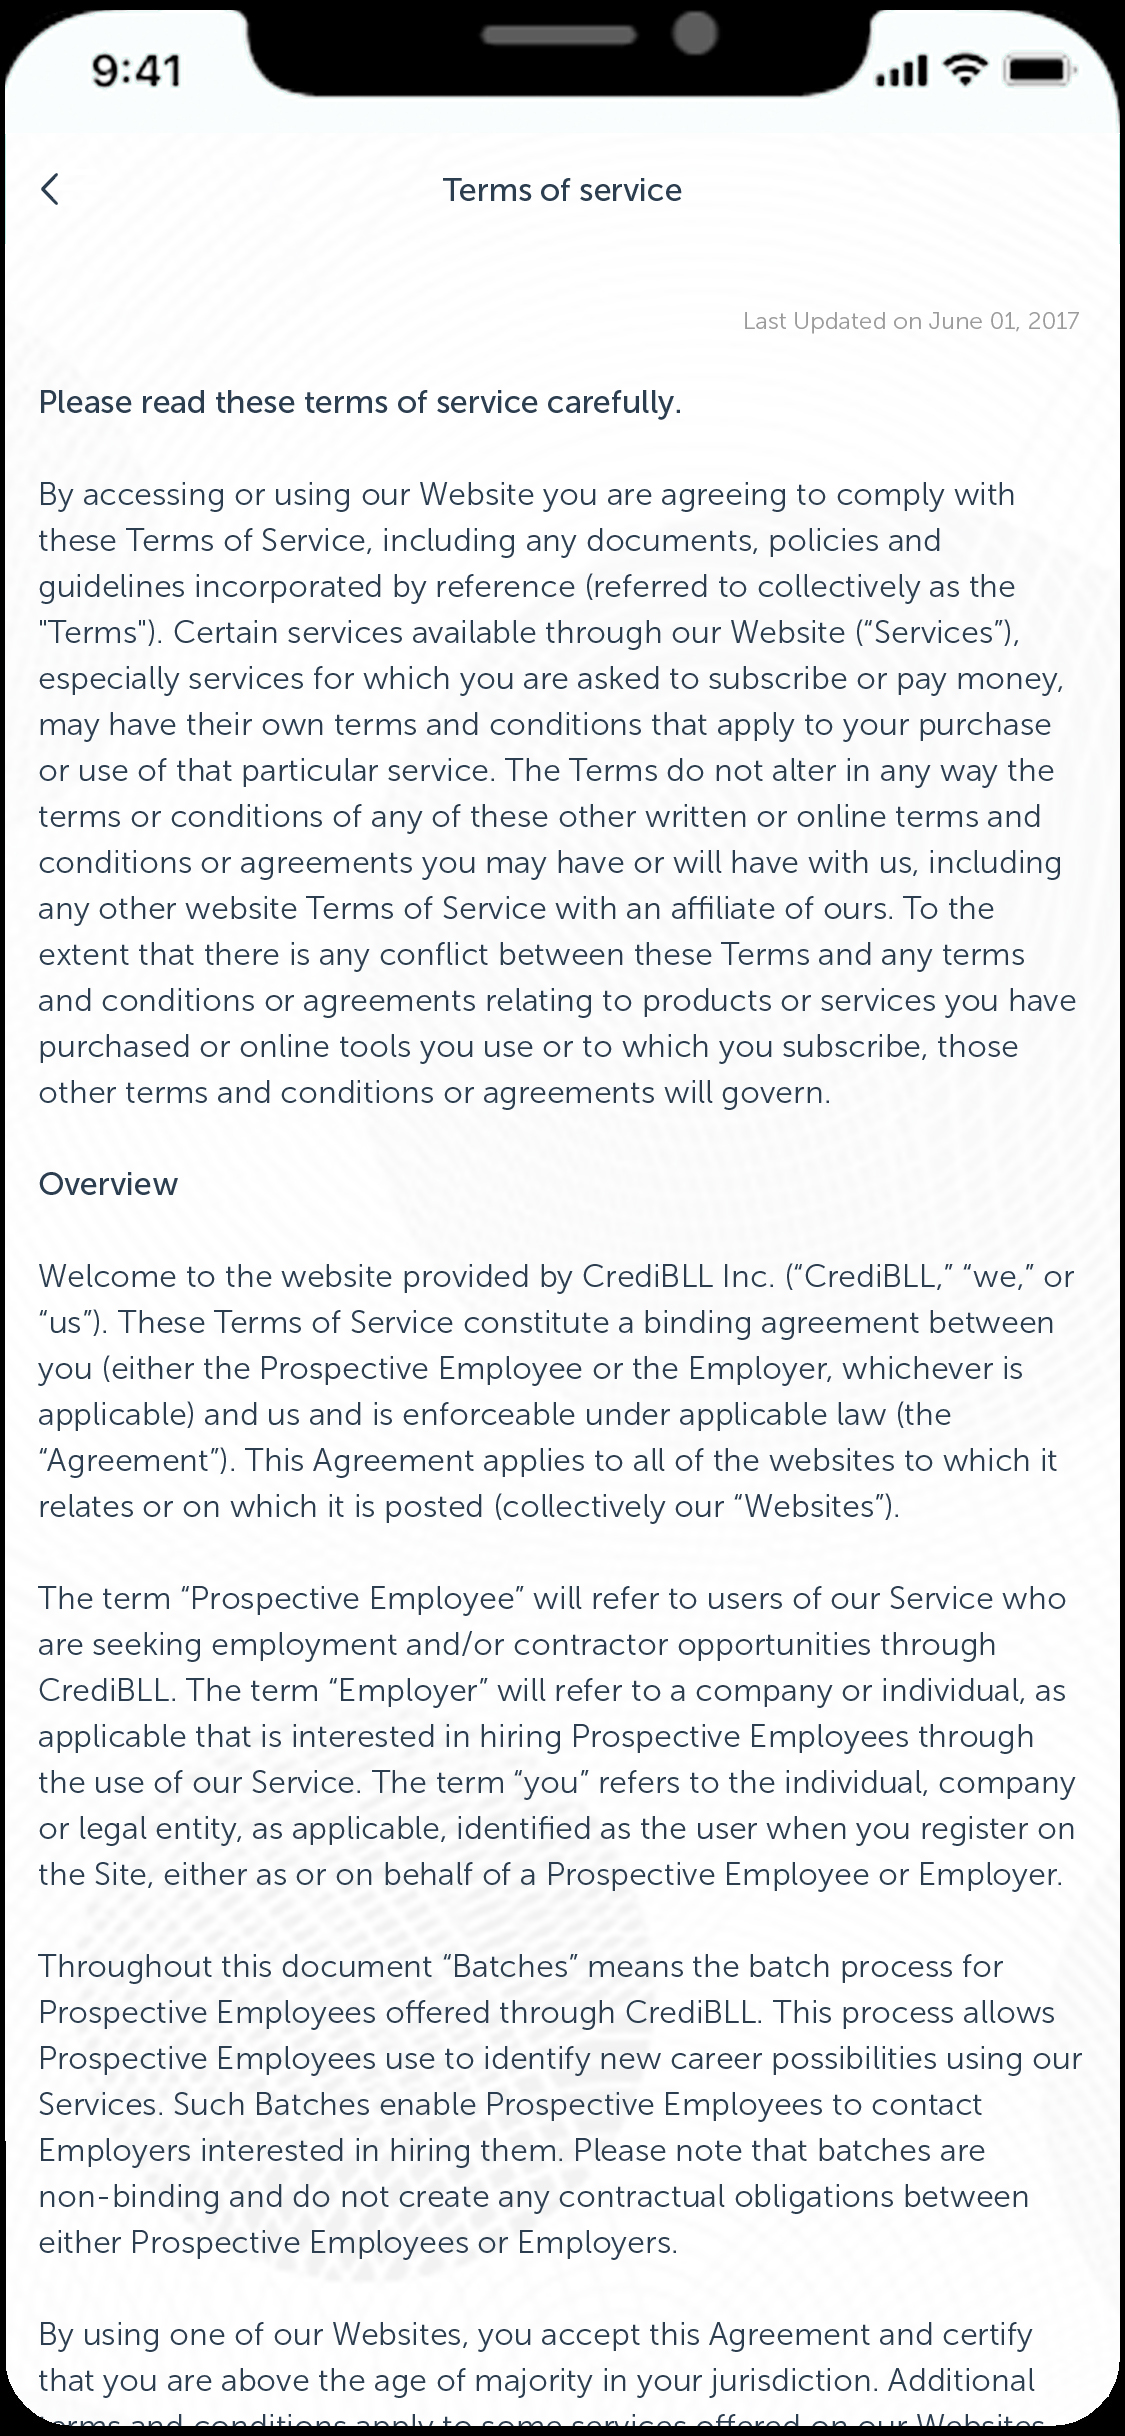 9:41
Terms of service
Last Updated on June 01, 2017
Please read these terms of service carefully.
By accessing or using our Website you are agreeing to comply with
these Terms of Service, including any documents, policies and
guidelines incorporated by reference (referred to collectively as the
"Terms"). Certain services available through our Website (“Services”),
especially services for which you are asked to subscribe or pay money,
may have their own terms and conditions that apply to your purchase
or use of that particular service. The Terms do not alter in any way the
terms or conditions of any of these other written or online terms and
conditions or agreements you may have or will have with us, including
any other website Terms of Service with an affiliate of ours. To the
extent that there is any conflict between these Terms and any terms
and conditions or agreements relating to products or services you have
purchased or online tools you use or to which you subscribe, those
other terms and conditions or agreements will govern.
Overview
Welcome to the website provided by CrediBLL Inc. (“CrediBLL,” “we,” or
“us”). These Terms of Service constitute a binding agreement between
you (either the Prospective Employee or the Employer, whichever is
applicable) and us and is enforceable under applicable law (the
“Agreement”). This Agreement applies to all of the websites to which it
relates or on which it is posted (collectively our “Websites”).
The term “Prospective Employee” will refer to users of our Service who
are seeking employment and/or contractor opportunities through
CrediBLL. The term “Employer” will refer to a company or individual, as
applicable that is interested in hiring Prospective Employees through
the use of our Service. The term “you” refers to the individual, company
or legal entity, as applicable, identified as the user when you register on
the Site, either as or on behalf of a Prospective Employee or Employer.
Throughout this document “Batches” means the batch process for
Prospective Employees offered through CrediBLL. This process allows
Prospective Employees use to identify new career possibilities using our
Services. Such Batches enable Prospective Employees to contact
Employers interested in hiring them. Please note that batches are
non-binding and do not create any contractual obligations between
either Prospective Employees or Employers.
By using one of our Websites, you accept this Agreement and certify
that you are above the age of majority in your jurisdiction. Additional
terms and conditions apply to some services offered on our Websites